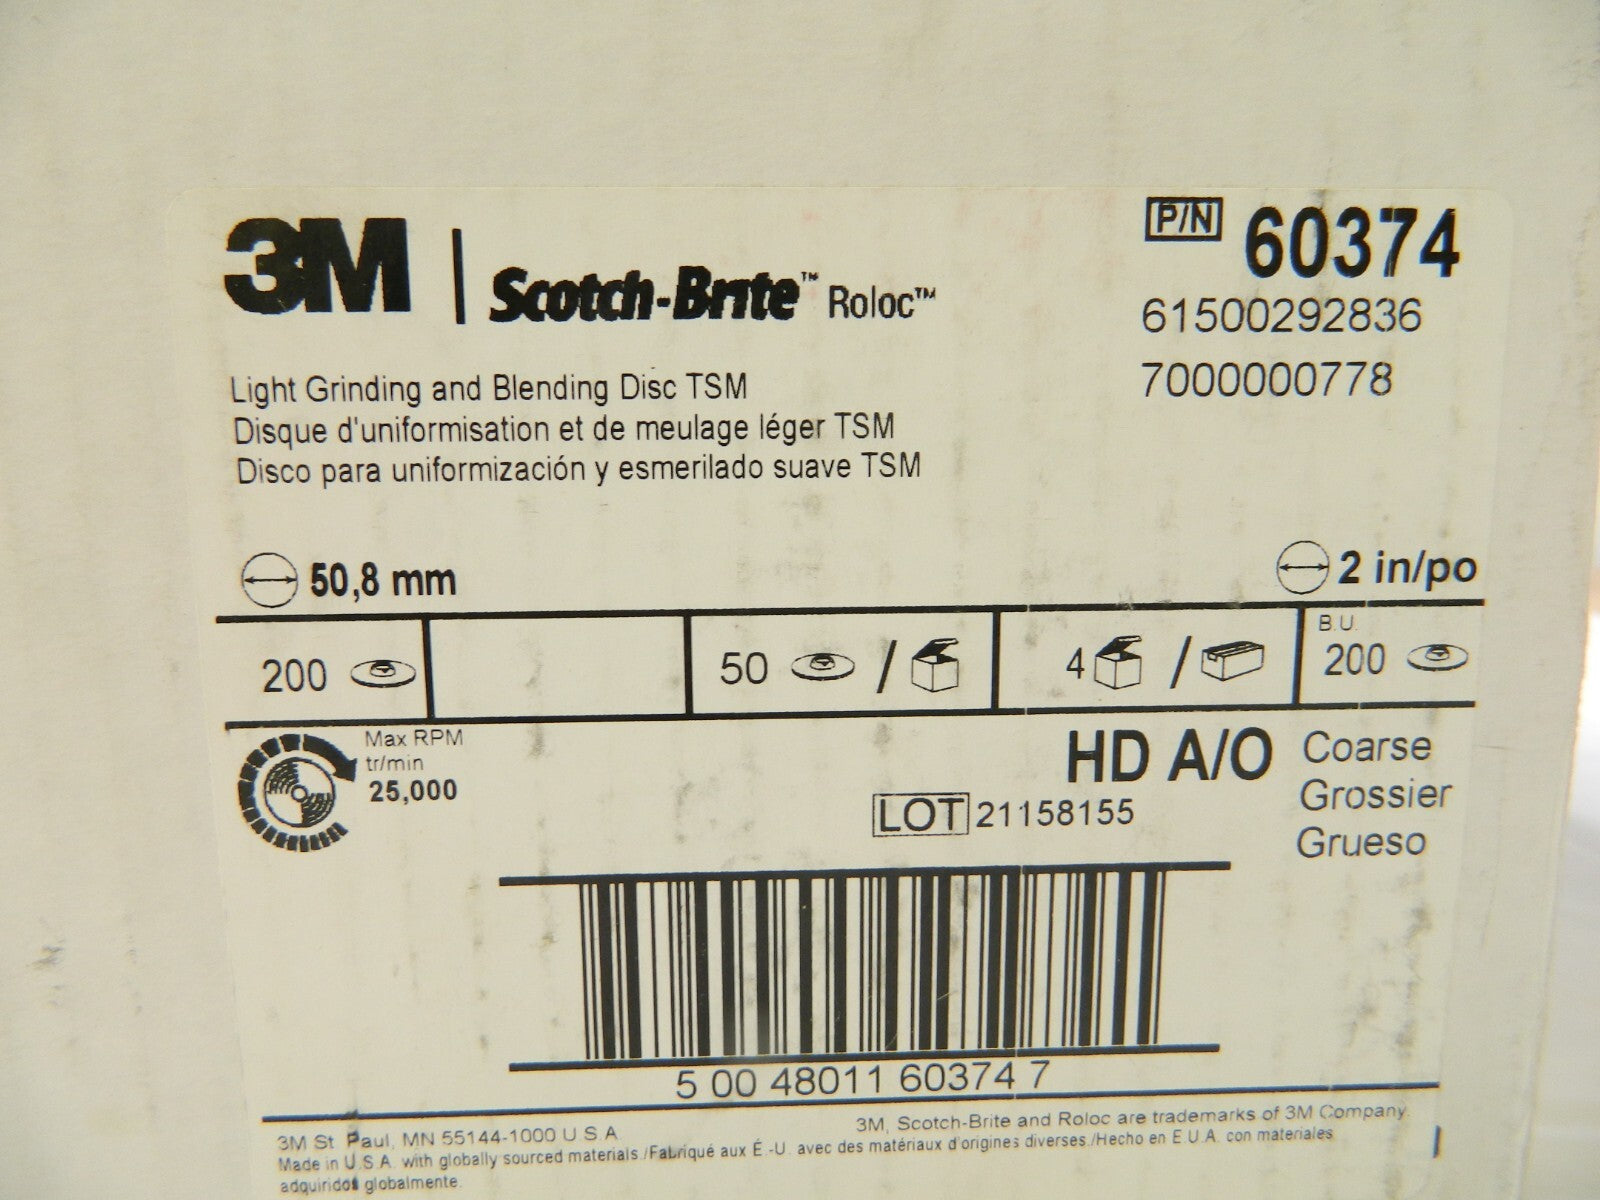 3M | Scotch-Brite™ Roloc™
P/N 60374
61500292836
7000000778
Light Grinding and Blending Disc TSM
Disque d'uniformisation et de meulage léger TSM
Disco para uniformización y esmerilado suave TSM
50,8 mm
2 in/po
200
50 /
4 /
B.U.
200
Max RPM
tr/min
25,000
HD A/O
Coarse
Grossier
Grueso
LOT 21158155
5 00 48011 60374 7
3M St. Paul, MN 55144-1000 U.S.A.
3M, Scotch-Brite and Roloc are trademarks of 3M Company.
Made in U.S.A. with globally sourced materials./Fabriqué aux É.-U. avec des matériaux d'origines diverses./Hecho en E.U.A. con materiales
adquiridos globalmente.